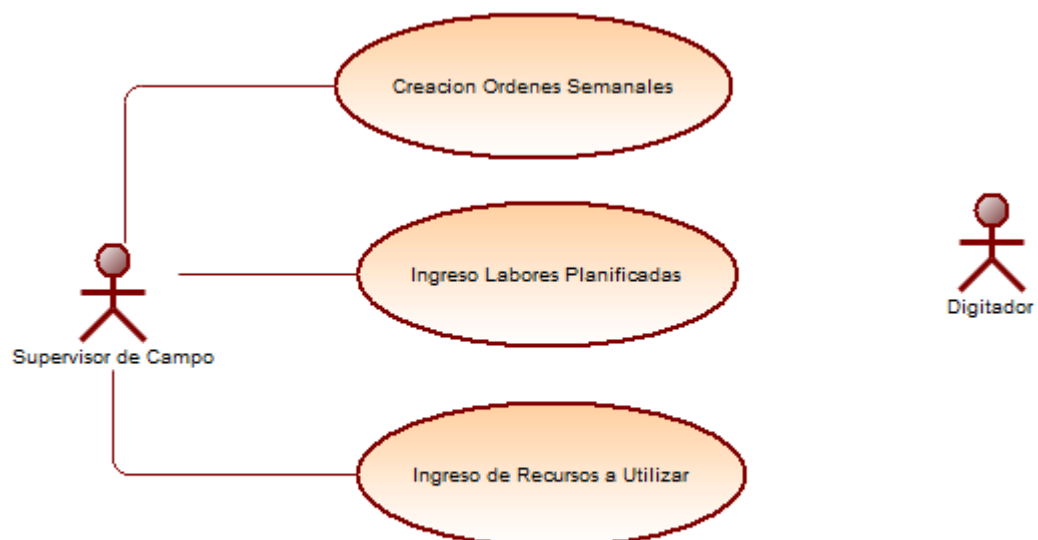 Creacion Ordenes Semanales
Ingreso Labores Planificadas
Digitador
Supervisor de Campo
Ingreso de Recursos a Utilizar